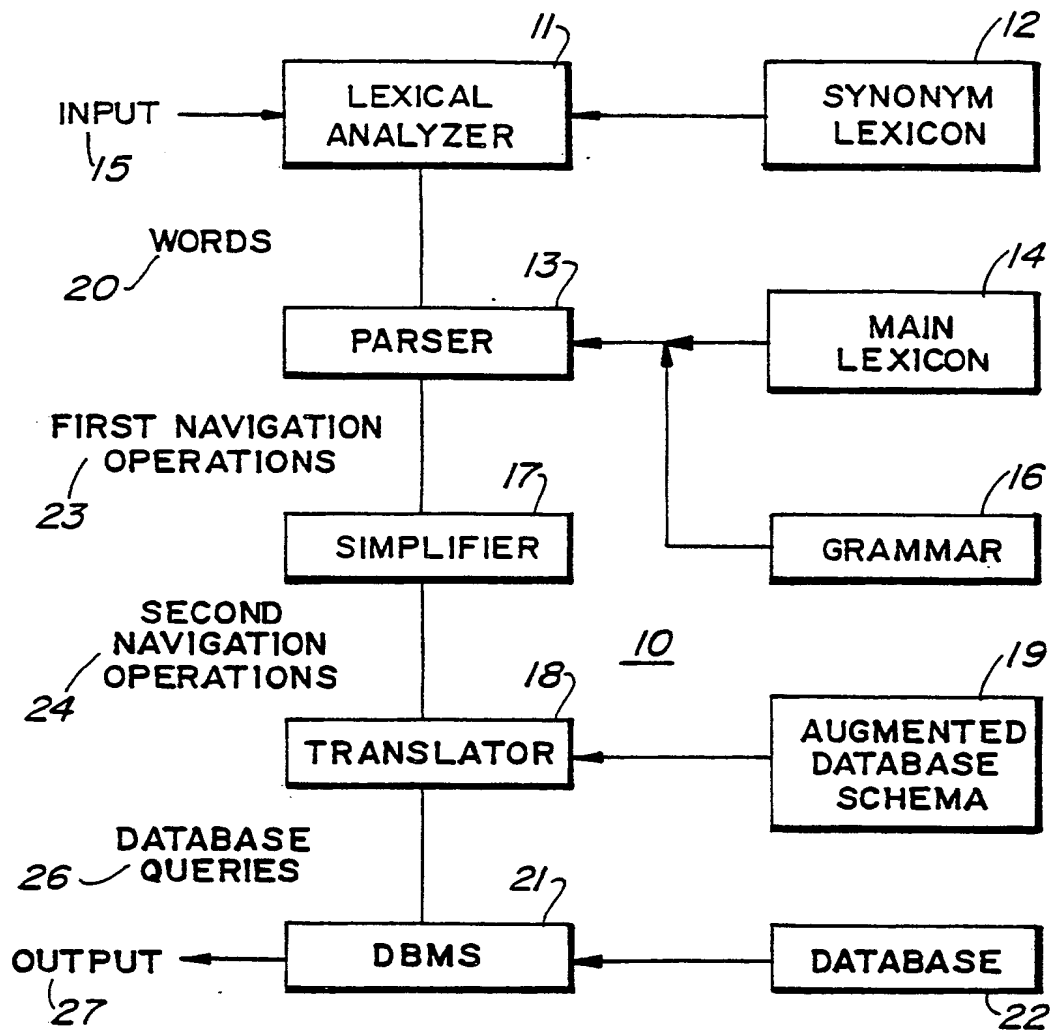 11
12
INPUT
15
LEXICAL
ANALYZER
SYNONYM
LEXICON
WORDS
20
13
14
PARSER
MAIN
LEXICON
FIRST NAVIGATION
OPERATIONS
23
17
16
SIMPLIFIER
GRAMMAR
SECOND
NAVIGATION
OPERATIONS
24
10
18
19
TRANSLATOR
AUGMENTED
DATABASE
SCHEMA
DATABASE
QUERIES
26
21
OUTPUT
27
DBMS
DATABASE
22